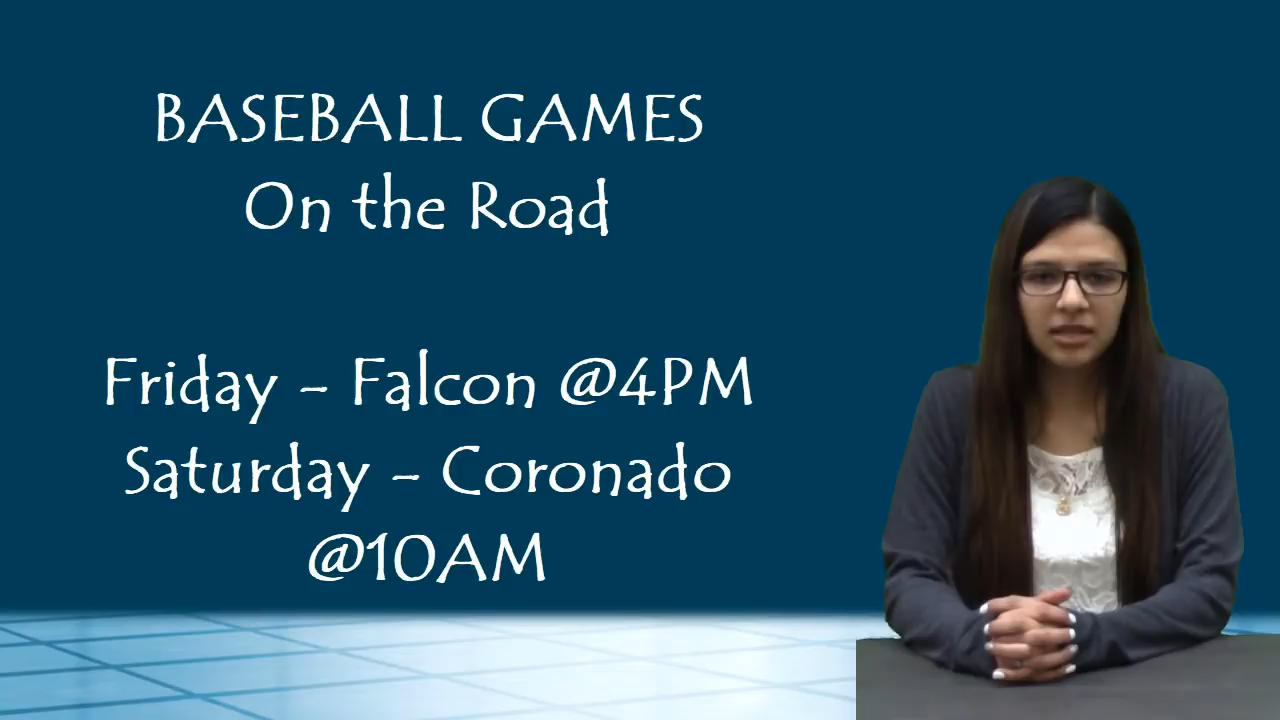 BASEBALL GAMES
On the Road
Friday - Falcon @4PM
Saturday - Coronado
@10AM